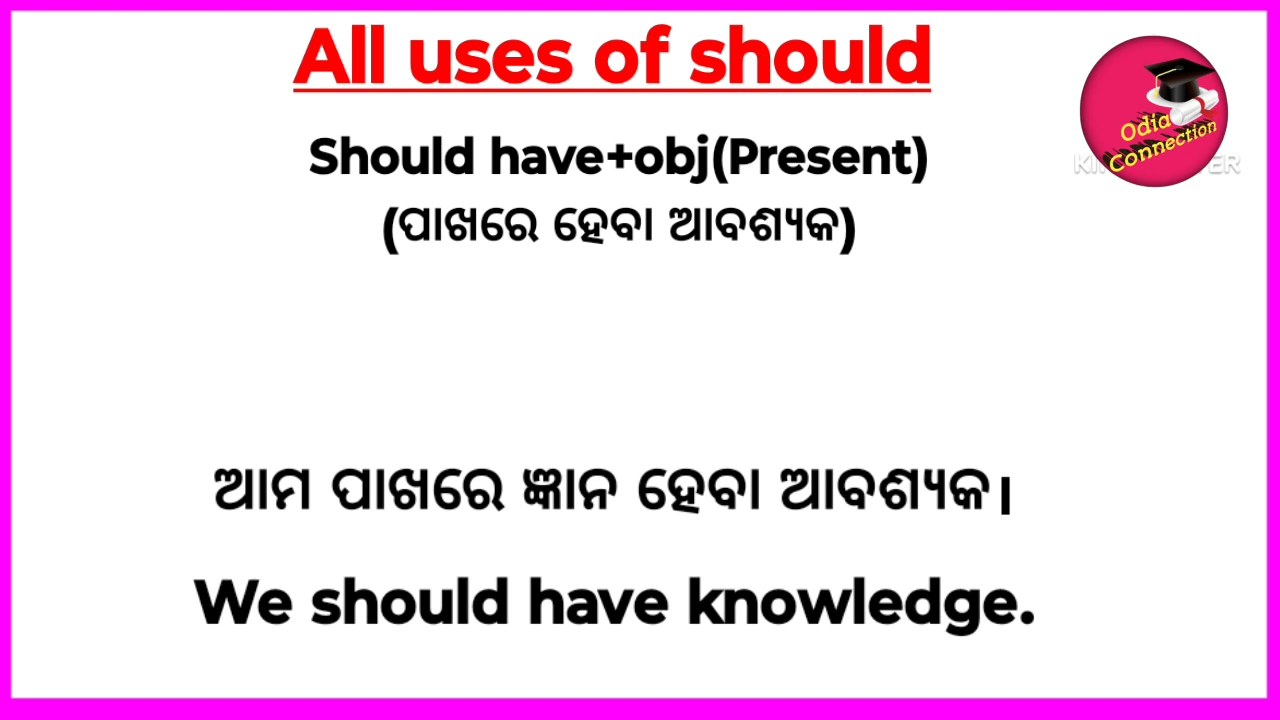 All uses of should
Should have+obj(Present)
(ପାଖରେ ହେବା ଆବଶ୍ୟକ)
Odia
Connection
ଆମ ପାଖରେ ଜ୍ଞାନ ହେବା ଆବଶ୍ୟକ।
We should have knowledge.